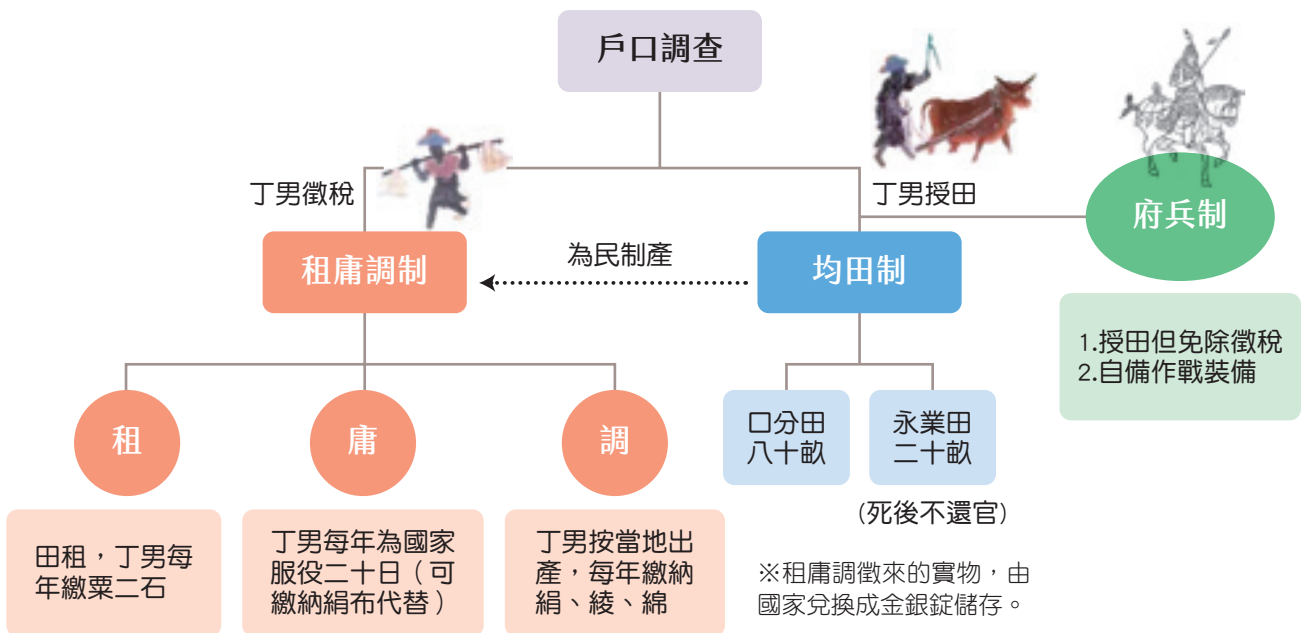 戶口調查
丁男徵稅
丁男授田
府兵制
租庸調制
為民制產
均田制
1.授田但免除徵稅
2.自備作戰裝備
租
庸
調
口分田
八十畝
永業田
二十畝
(死後不還官)
田租，丁男每
年繳粟二石
丁男每年為國家
服役二十日（可
繳納絹布代替）
丁男按當地出
產，每年繳納
絹、綾、綿
※租庸調徵來的實物，由
國家兌換成金銀錠儲存。